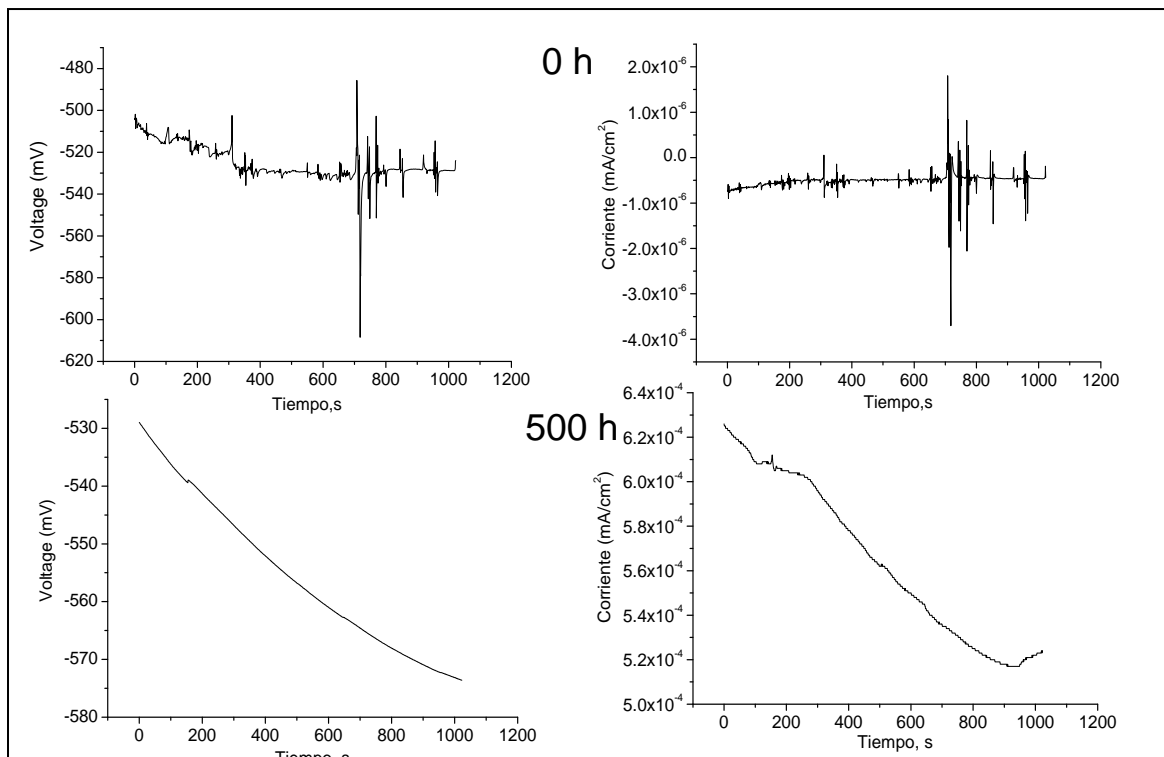 0 h
-480
-500
-520
-540
-560
-580
-600
-620
0 200 400 600 800 1000 1200
Voltage (mV)
Tiempo,s
2.0x10⁻⁶
1.0x10⁻⁶
0.0
-1.0x10⁻⁶
-2.0x10⁻⁶
-3.0x10⁻⁶
-4.0x10⁻⁶
0 200 400 600 800 1000 1200
Corriente (mA/cm²)
Tiempo,s
500 h
-530
-540
-550
-560
-570
-580
0 200 400 600 800 1000 1200
Voltage (mV)
Tiempo, s
6.4x10⁻⁴
6.2x10⁻⁴
6.0x10⁻⁴
5.8x10⁻⁴
5.6x10⁻⁴
5.4x10⁻⁴
5.2x10⁻⁴
5.0x10⁻⁴
0 200 400 600 800 1000 1200
Corriente (mA/cm²)
Tiempo, s